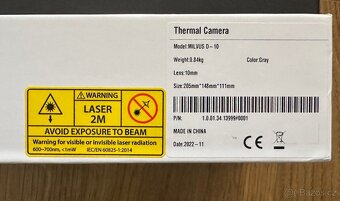 Thermal Camera
Model:MILVUS D-10
Weight:0.84kg Color:Gray
Lens:10mm
Size:205mm*148mm*111mm
P/N: 1.0.01.34.13999#0001
MADE IN CHINA
Date:2022-11
CE
WARNING
LASER
2M
AVOID EXPOSURE TO BEAM
Warning for visible or invisible laser radiation
600~700nm, <1mW IEC/EN 60825-1:2014